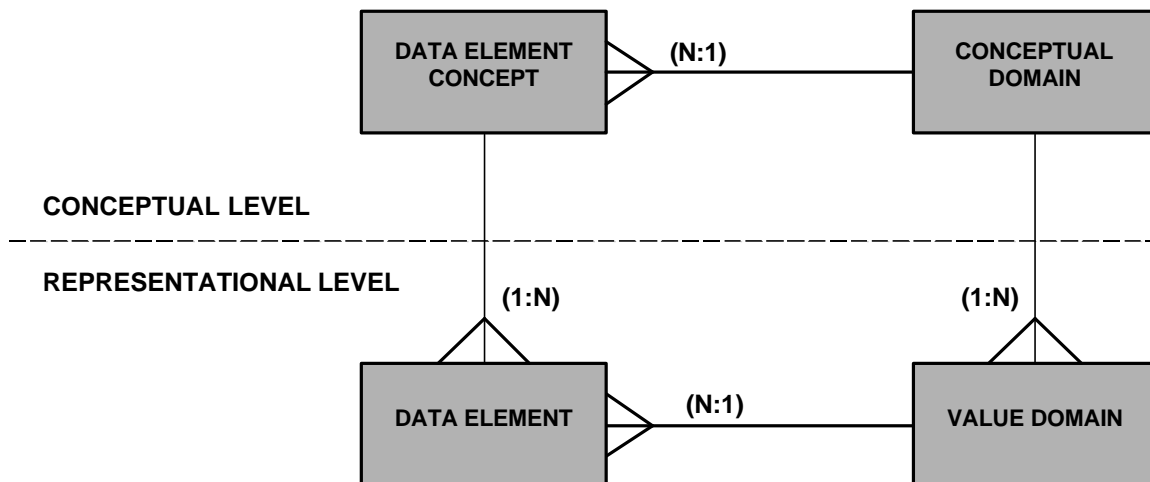 DATA ELEMENT
CONCEPT
(N:1)
CONCEPTUAL
DOMAIN
CONCEPTUAL LEVEL
REPRESENTATIONAL LEVEL
(1:N)
(1:N)
DATA ELEMENT
(N:1)
VALUE DOMAIN